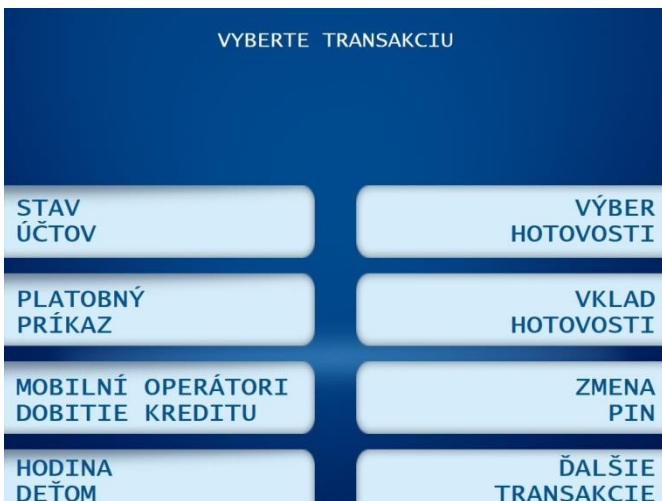 VYBERTE TRANSAKCIU
STAV
ÚČTOV
VÝBER
HOTOVOSTI
PLATOBNÝ
PRÍKAZ
VKLAD
HOTOVOSTI
MOBILNÍ OPERÁTORI
DOBITIE KREDITU
ZMENA
PIN
HODINA
DEŤOM
ĎALŠIE
TRANSAKCIE